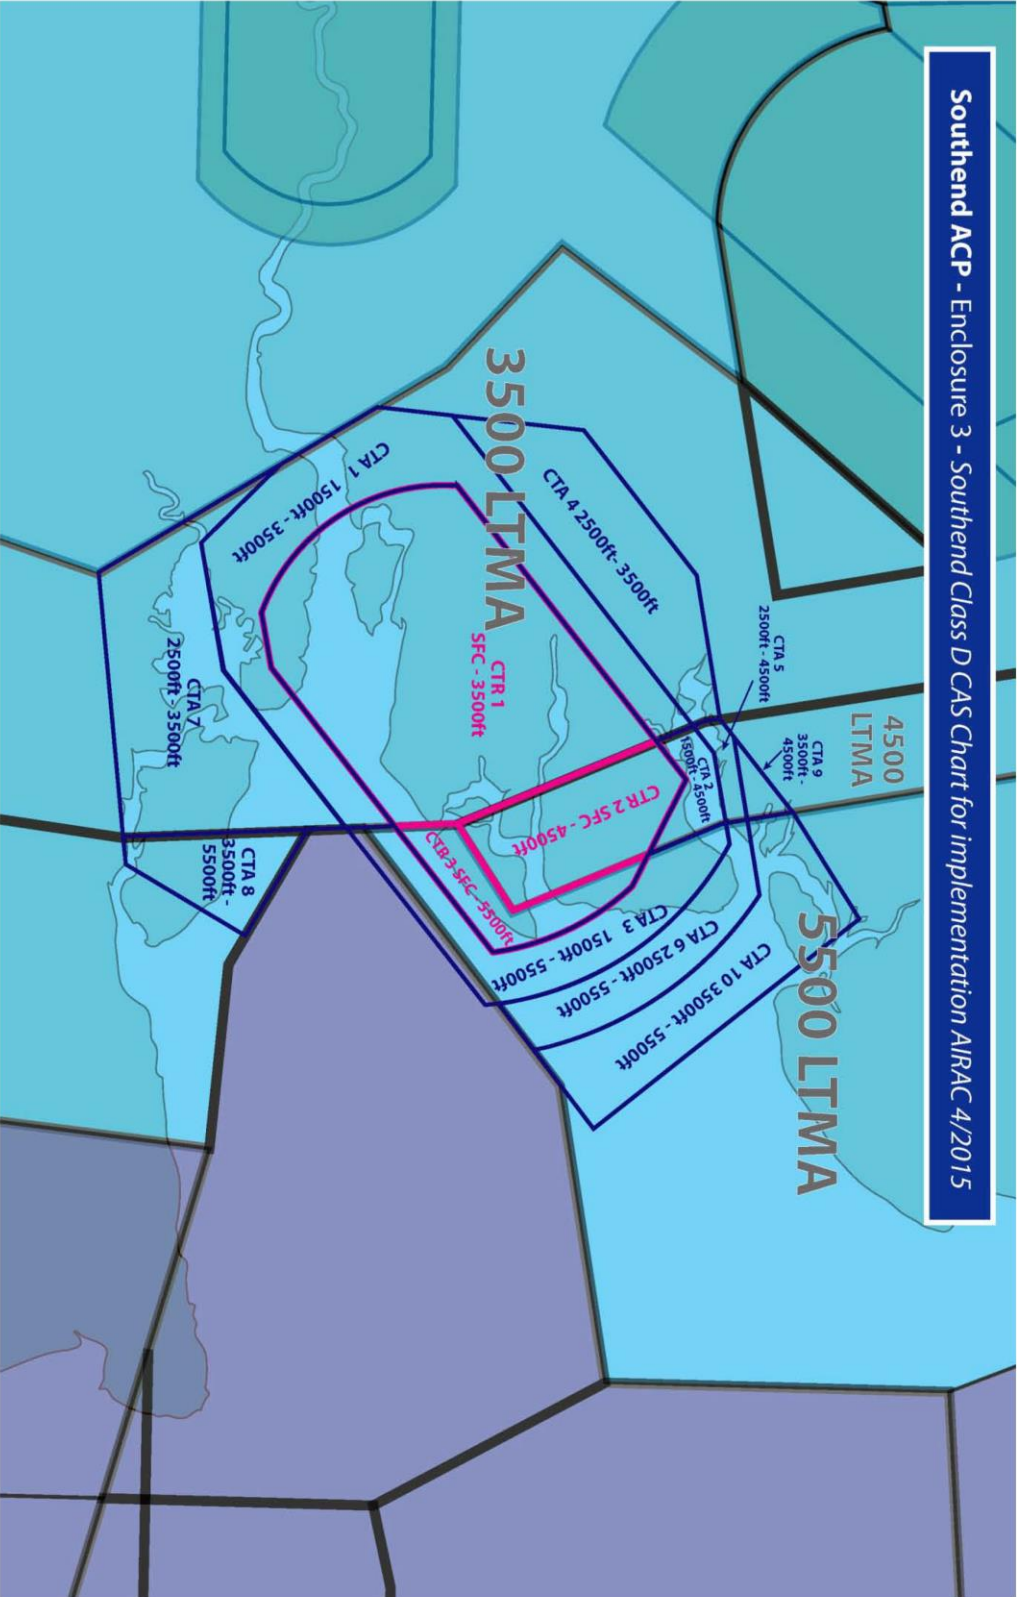 Southend ACP - Enclosure 3 - Southend Class D CAS Chart for implementation AIRAC 4/2015
4500
LTMA
5500 LTMA
3500 LTMA
CTA 9
3500ft -
4500ft
CTA 5
2500ft - 4500ft
CTA 10 3500ft - 5500ft
CTA 6 2500ft - 5500ft
CTA 3 1500ft - 5500ft
CTA 2
1500ft - 4500ft
CTA 4 2500ft - 3500ft
CTR 2 SFC - 4500ft
CTR 1
SFC - 3500ft
CTR 3 SFC - 5500ft
CTA 1 1500ft - 3500ft
CTA 8
3500ft -
5500ft
CTA 7
2500ft - 3500ft